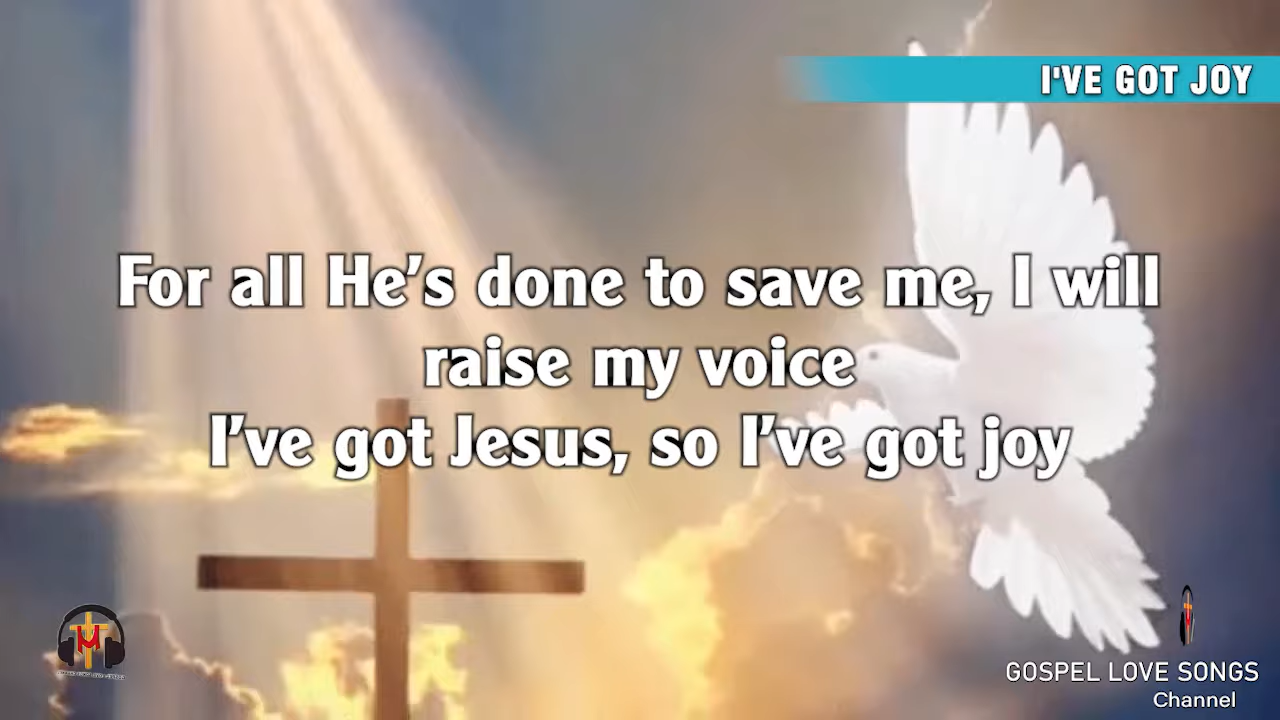 I'VE GOT JOY
For all He's done to save me, I will
raise my voice
I've got Jesus, so I've got joy
GOSPEL LOVE SONGS
Channel